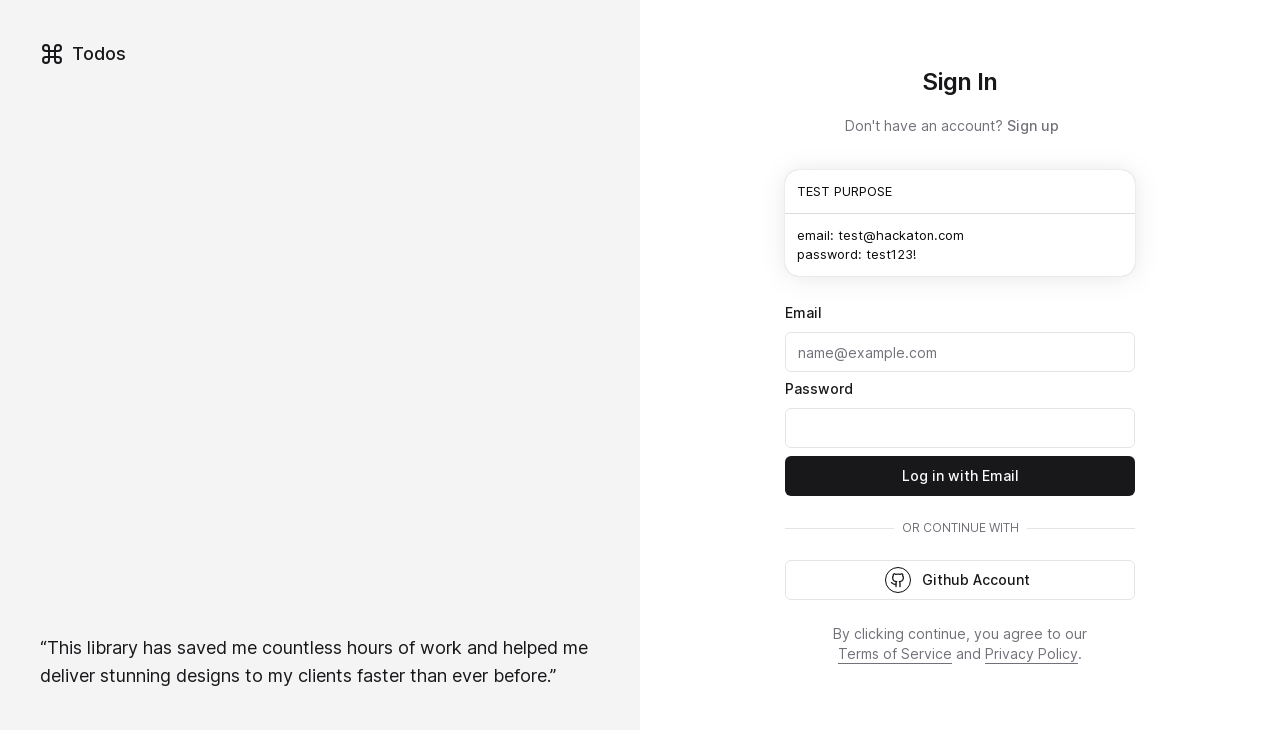 Todos
“This library has saved me countless hours of work and helped me
deliver stunning designs to my clients faster than ever before.”
Sign In
Don't have an account? Sign up
TEST PURPOSE
email: test@hackaton.com
password: test123!
Email
name@example.com
Password
Log in with Email
OR CONTINUE WITH
Github Account
By clicking continue, you agree to our
Terms of Service and Privacy Policy.